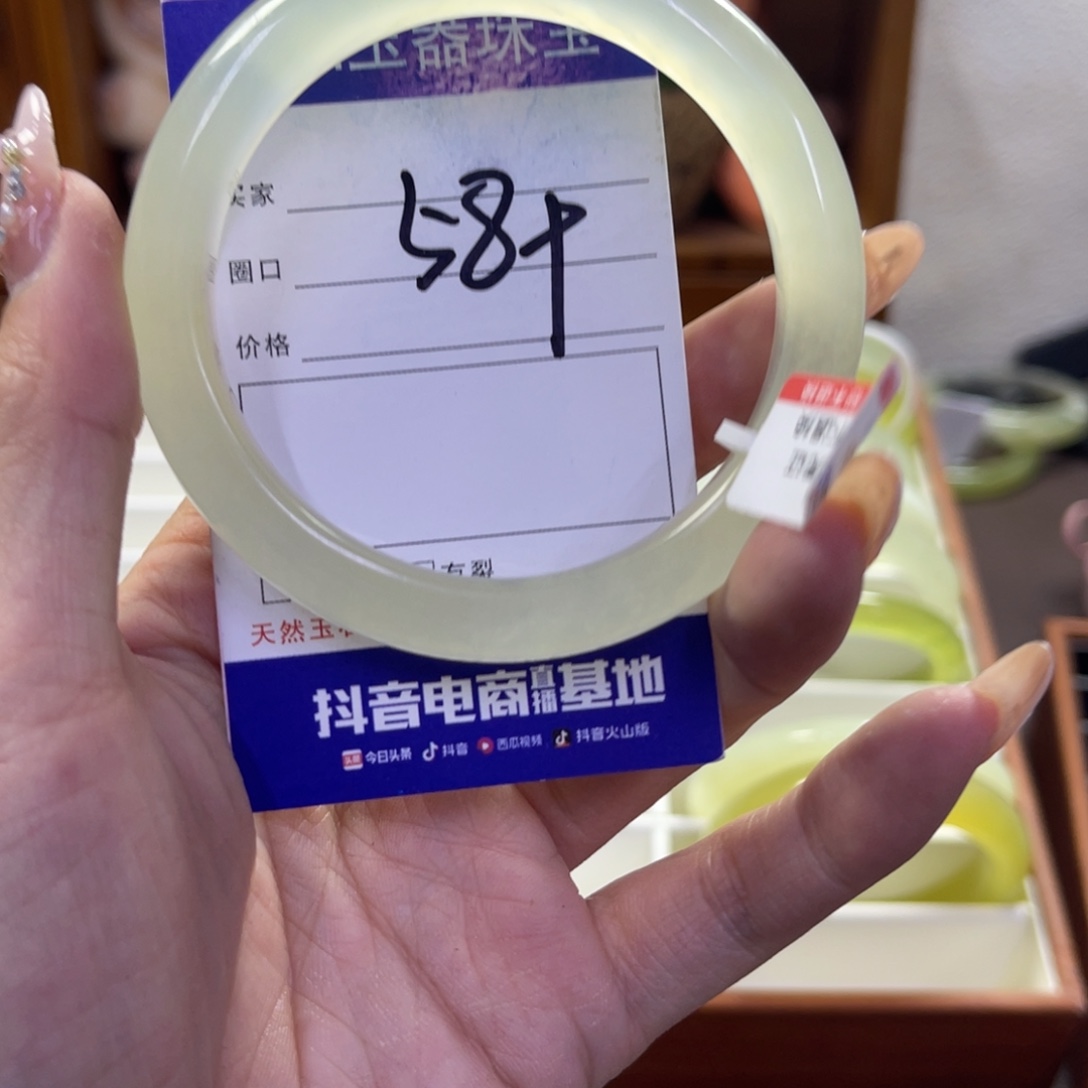 玉器珠宝
卖家
圈口 58+
价格
有裂
天然玉
抖音电商直播基地
今日头条 抖音 西瓜视频 抖音火山版